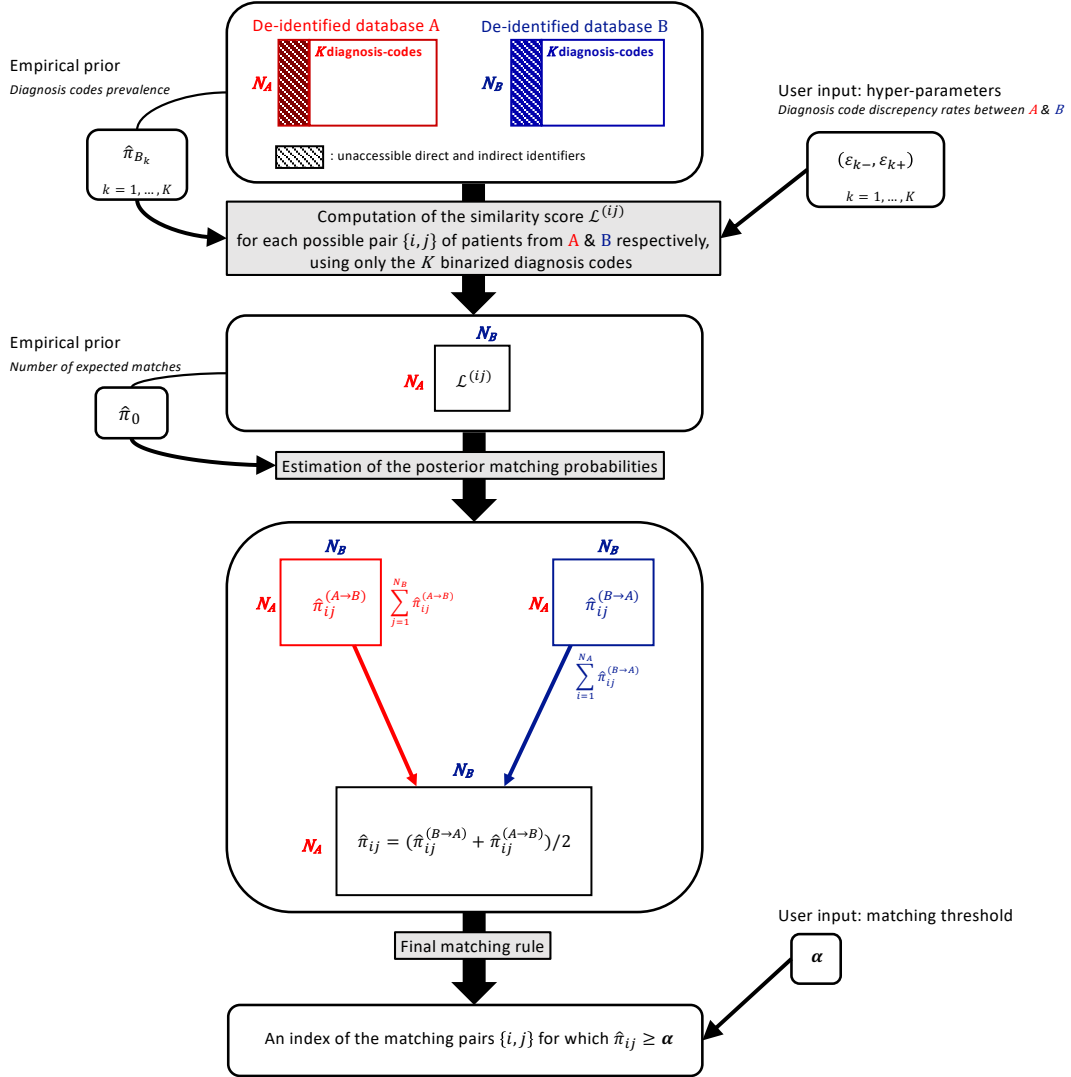 De-identified database A
De-identified database B
K diagnosis-codes
K diagnosis-codes
N_A
N_B
: unaccessible direct and indirect identifiers
Empirical prior
Diagnosis codes prevalence
π̂_{B_k}
k = 1, … , K
User input: hyper-parameters
Diagnosis code discrepency rates between A & B
(ε_{k−}, ε_{k+})
k = 1, … , K
Computation of the similarity score ℒ^{(ij)}
for each possible pair {i, j} of patients from A & B respectively,
using only the K binarized diagnosis codes
Empirical prior
Number of expected matches
π̂_0
N_B
N_A
ℒ^{(ij)}
Estimation of the posterior matching probabilities
N_B
N_A
π̂_{ij}^{(A→B)}
∑_{j=1}^{N_B} π̂_{ij}^{(A→B)}
N_B
N_A
π̂_{ij}^{(B→A)}
∑_{i=1}^{N_A} π̂_{ij}^{(B→A)}
N_B
N_A
π̂_{ij} = (π̂_{ij}^{(B→A)} + π̂_{ij}^{(A→B)})/2
Final matching rule
User input: matching threshold
α
An index of the matching pairs {i, j} for which π̂_{ij} ≥ α